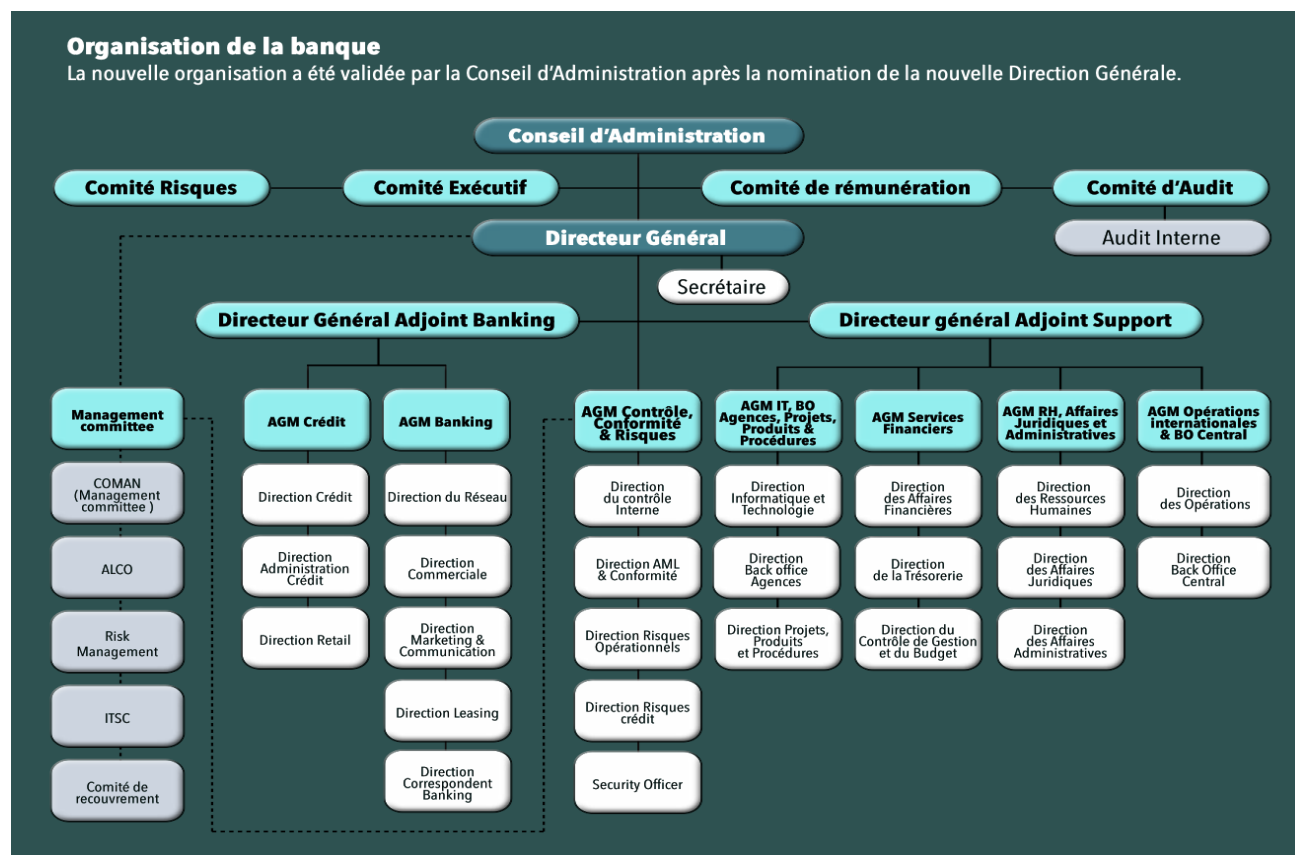 Organisation de la banque
La nouvelle organisation a été validée par la Conseil d'Administration après la nomination de la nouvelle Direction Générale.
Conseil d'Administration
Comité Risques
Comité Exécutif
Comité de rémunération
Comité d'Audit
Directeur Général
Audit Interne
Secrétaire
Directeur Général Adjoint Banking
Directeur général Adjoint Support
Management
committee
COMAN
(Management
committee )
ALCO
Risk
Management
ITSC
Comité de
recouvrement
AGM Crédit
Direction Crédit
Direction
Administration
Crédit
Direction Retail
AGM Banking
Direction du Réseau
Direction
Commerciale
Direction
Marketing &
Communication
Direction Leasing
Direction
Correspondent
Banking
AGM Contrôle,
Conformité
& Risques
Direction
du contrôle
Interne
Direction AML
& Conformité
Direction Risques
Opérationnels
Direction Risques
crédit
Security Officer
AGM IT, BO
Agences, Projets,
Produits &
Procédures
Direction
Informatique et
Technologie
Direction
Back office
Agences
Direction Projets,
Produits
et Procédures
AGM Services
Financiers
Direction
des Affaires
Financières
Direction
de la Trésorerie
Direction du
Contrôle de Gestion
et du Budget
AGM RH, Affaires
Juridiques et
Administratives
Direction
des Ressources
Humaines
Direction
des Affaires
Juridiques
Direction
des Affaires
Administratives
AGM Opérations
internationales
& BO Central
Direction
des Opérations
Direction
Back Office
Central